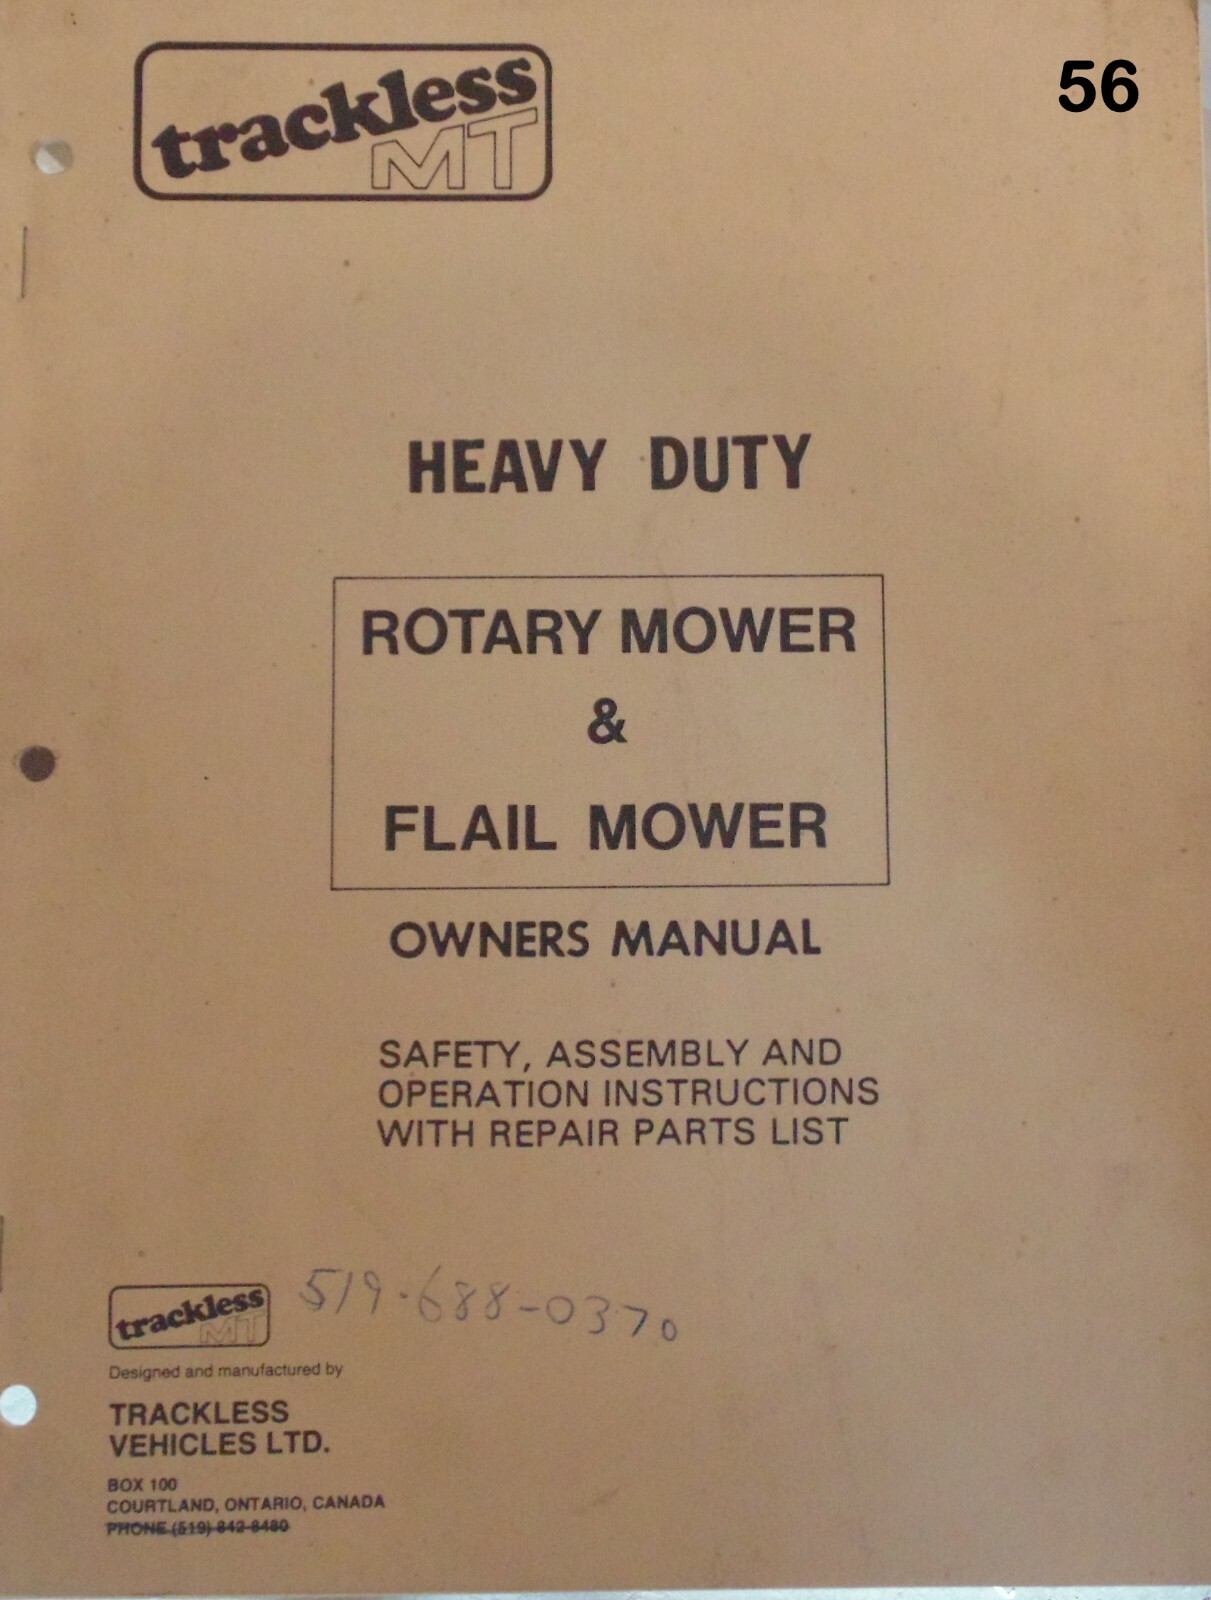 trackless
MT
56
HEAVY DUTY
ROTARY MOWER
&
FLAIL MOWER
OWNERS MANUAL
SAFETY, ASSEMBLY AND
OPERATION INSTRUCTIONS
WITH REPAIR PARTS LIST
trackless
MT
519-688-0370
Designed and manufactured by
TRACKLESS
VEHICLES LTD.
BOX 100
COURTLAND, ONTARIO, CANADA
PHONE (519) 842-8480